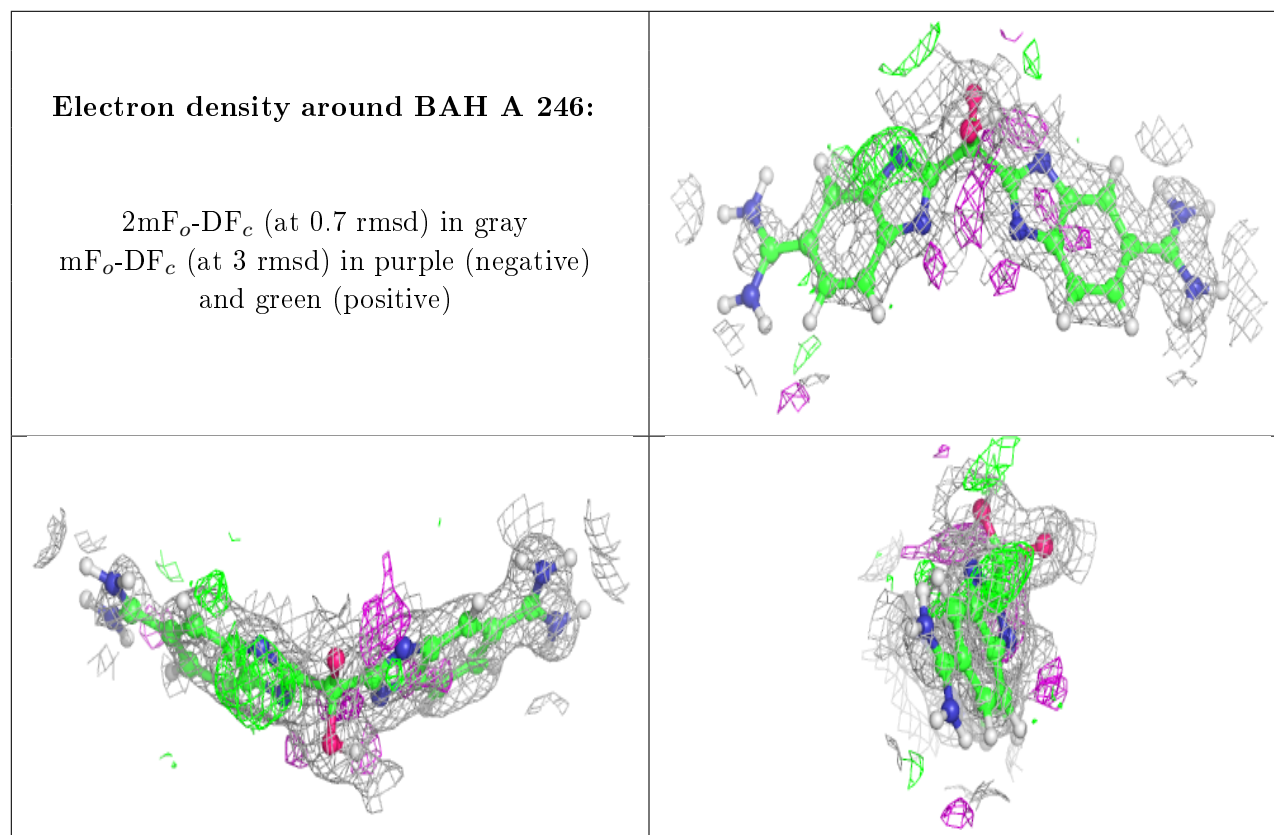 Electron density around BAH A 246:
2mFₒ-DF𝒸 (at 0.7 rmsd) in gray
mFₒ-DF𝒸 (at 3 rmsd) in purple (negative)
and green (positive)